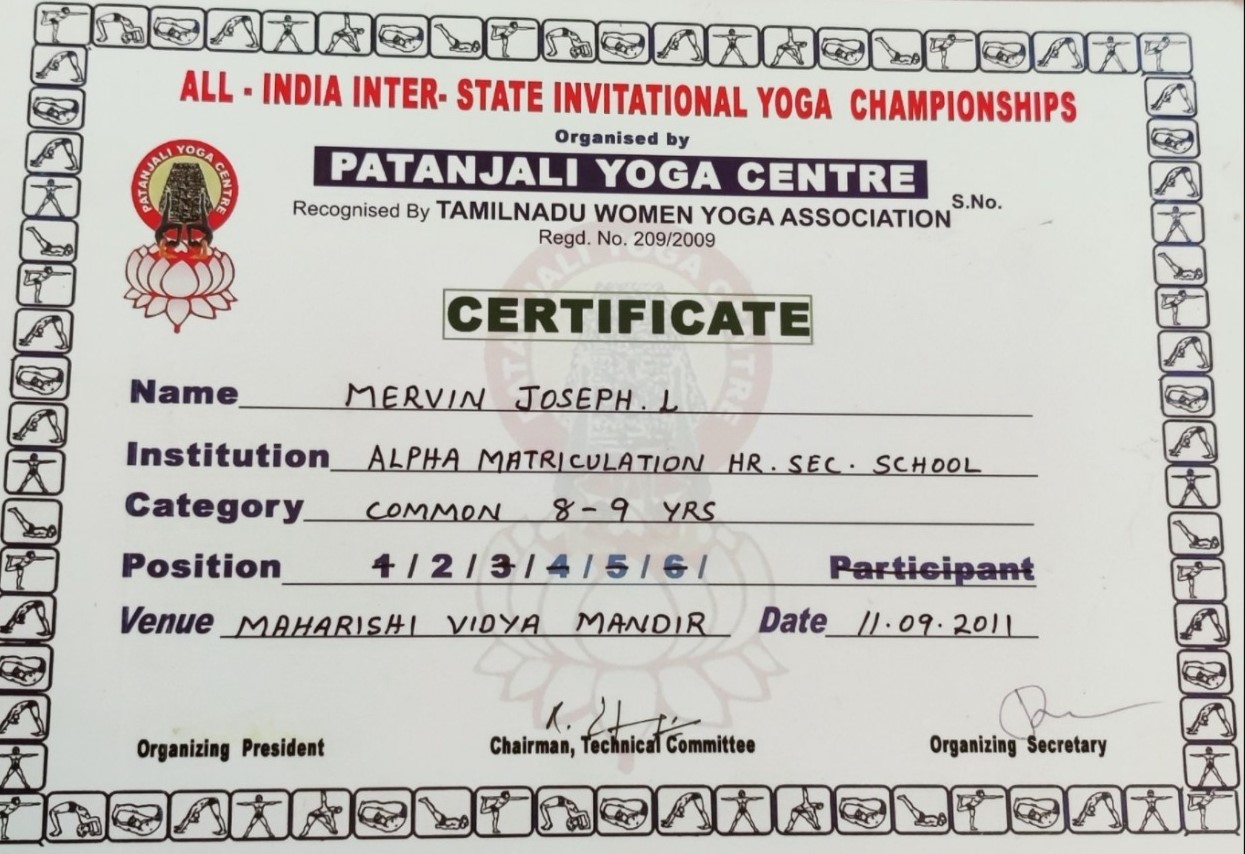 ALL - INDIA INTER- STATE INVITATIONAL YOGA CHAMPIONSHIPS
Organised by
PATANJALI YOGA CENTRE
PATANJALI YOGA CENTRE
Recognised By TAMILNADU WOMEN YOGA ASSOCIATION S.No.
Regd. No. 209/2009
CERTIFICATE
Name MERVIN JOSEPH. L
Institution ALPHA MATRICULATION HR. SEC. SCHOOL
Category COMMON 8-9 YRS
Position 1 / 2 / 3 / 4 / 5 / 6 / Participant
Venue MAHARISHI VIDYA MANDIR Date 11.09.2011
Organizing President Chairman, Technical Committee Organizing Secretary